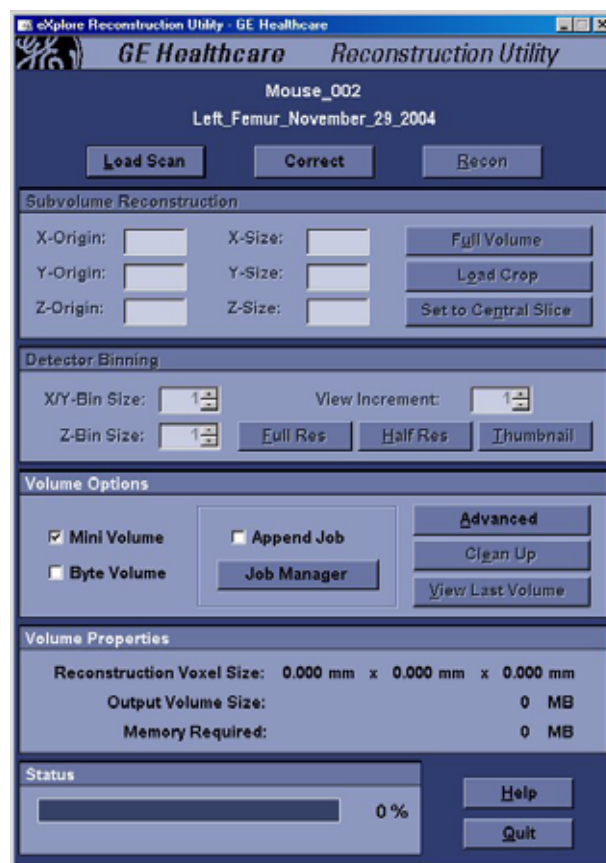 eXplore Reconstruction Utility - GE Healthcare
GE Healthcare Reconstruction Utility
Mouse_002
Left_Femur_November_29_2004
Load Scan Correct Recon
Subvolume Reconstruction
X-Origin: X-Size: Full Volume
Y-Origin: Y-Size: Load Crop
Z-Origin: Z-Size: Set to Central Slice
Detector Binning
X/Y-Bin Size: 1 View Increment: 1
Z-Bin Size: 1 Full Res Half Res Thumbnail
Volume Options
Mini Volume Append Job Advanced
Byte Volume Job Manager Clean Up
View Last Volume
Volume Properties
Reconstruction Voxel Size: 0.000 mm x 0.000 mm x 0.000 mm
Output Volume Size: 0 MB
Memory Required: 0 MB
Status
0 % Help
Quit